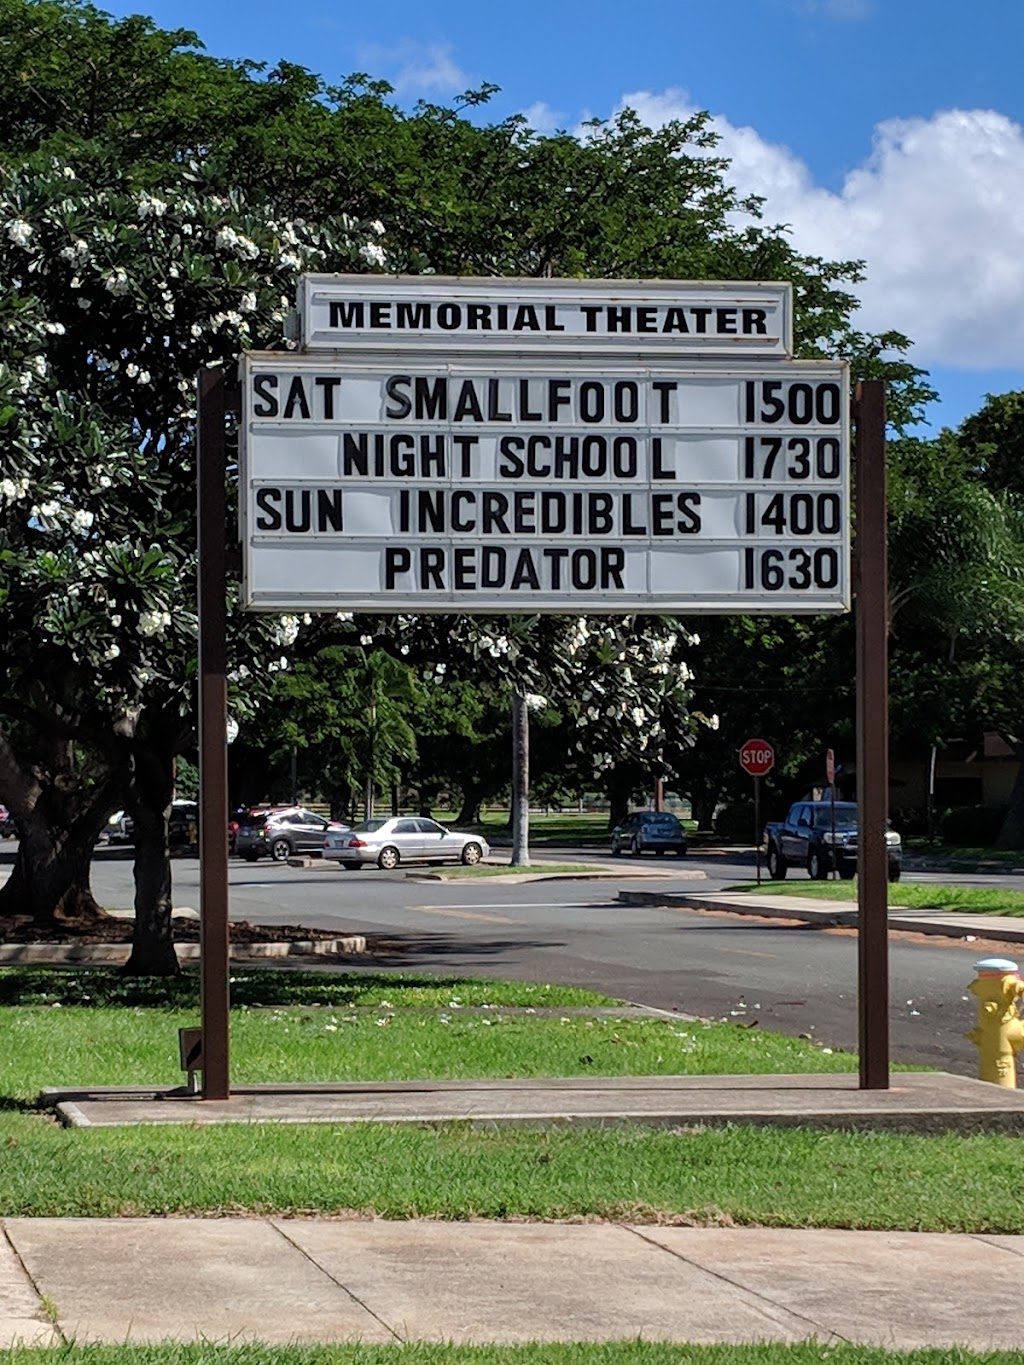 MEMORIAL THEATER
SAT SMALLFOOT 1500
NIGHT SCHOOL 1730
SUN INCREDIBLES 1400
PREDATOR 1630
STOP